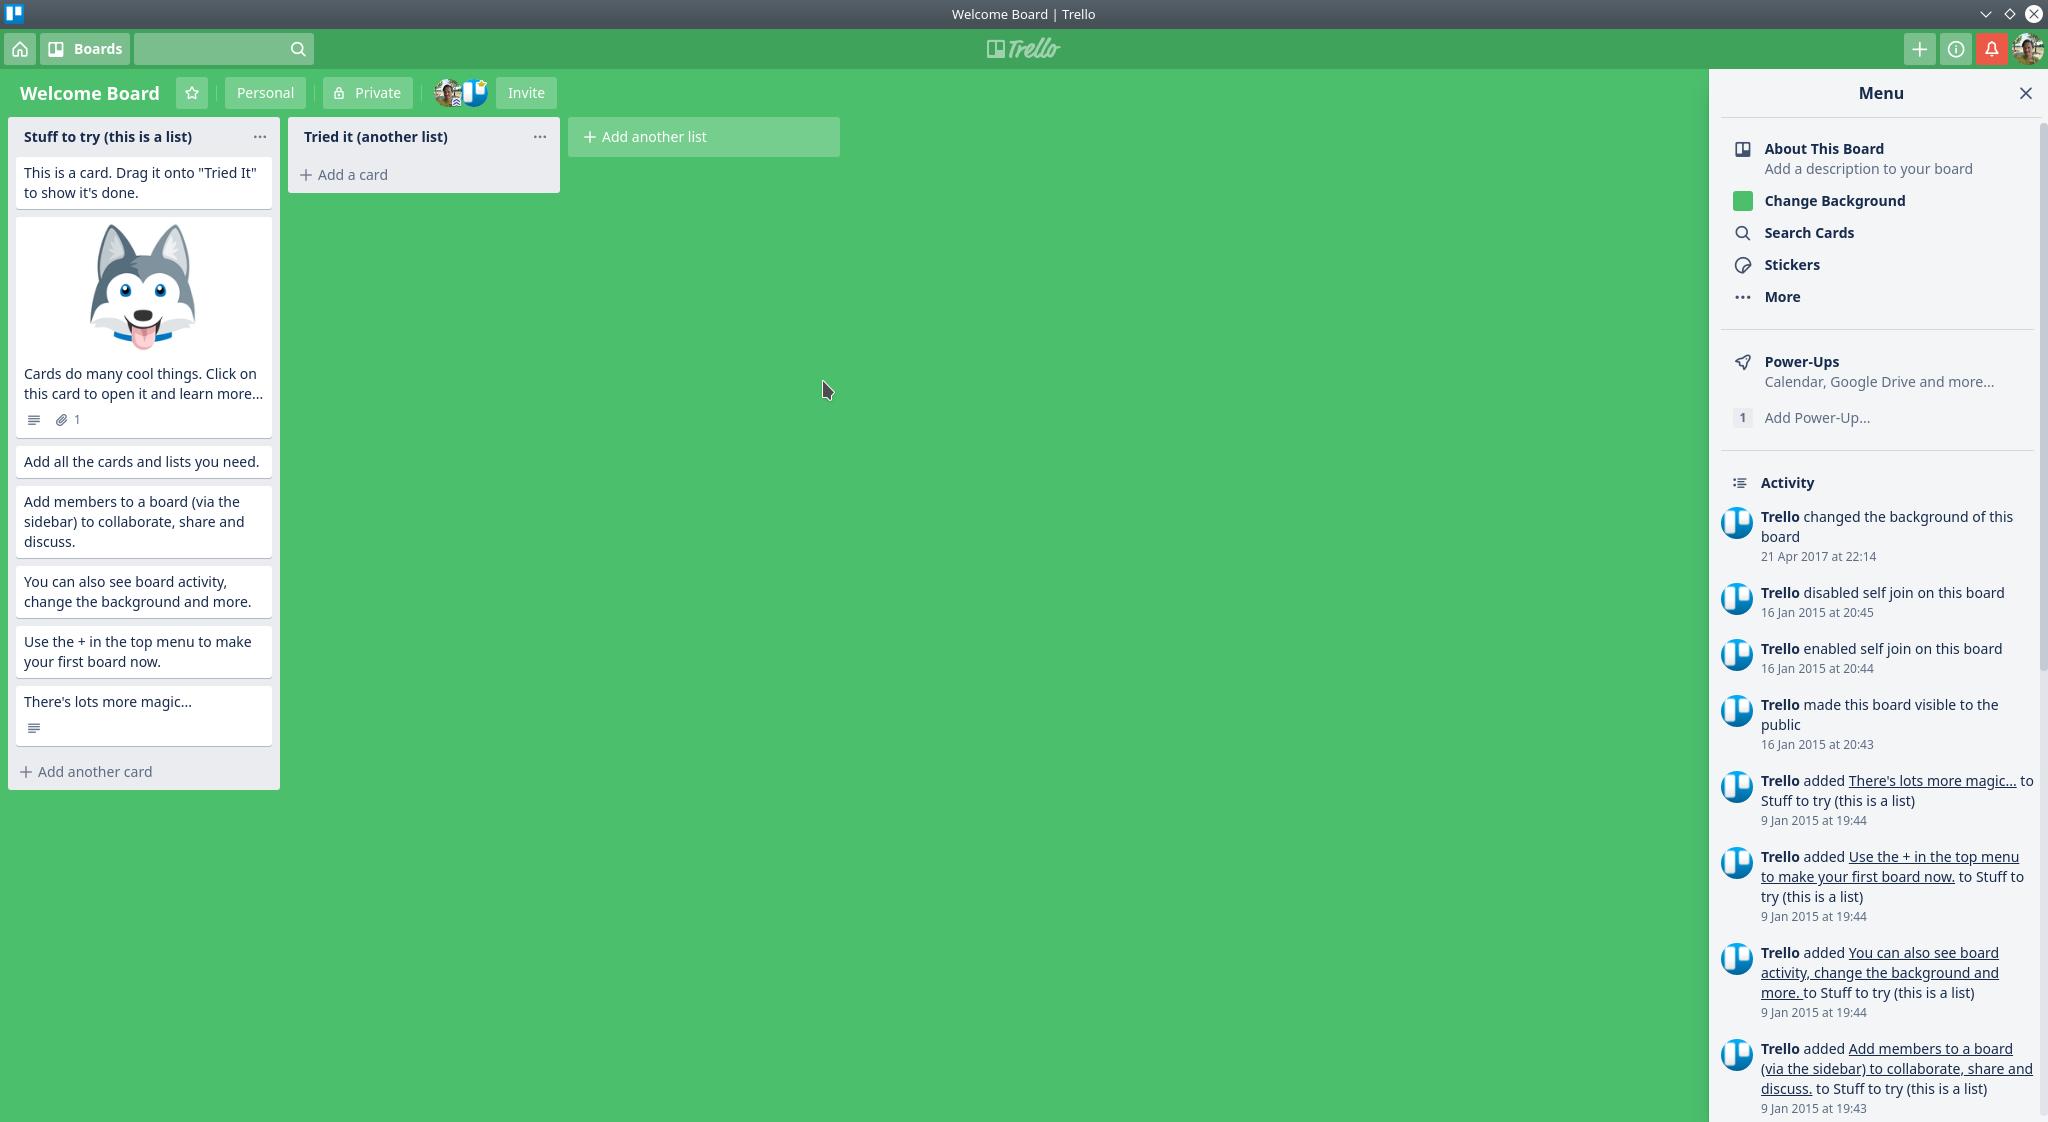 Welcome Board | Trello
Boards
Trello
Welcome Board
Personal
Private
Invite
Stuff to try (this is a list)
This is a card. Drag it onto "Tried It"
to show it's done.
Cards do many cool things. Click on
this card to open it and learn more...
1
Add all the cards and lists you need.
Add members to a board (via the
sidebar) to collaborate, share and
discuss.
You can also see board activity,
change the background and more.
Use the + in the top menu to make
your first board now.
There's lots more magic...
+ Add another card
Tried it (another list)
+ Add a card
+ Add another list
Menu
About This Board
Add a description to your board
Change Background
Search Cards
Stickers
More
Power-Ups
Calendar, Google Drive and more...
1 Add Power-Up...
Activity
Trello changed the background of this
board
21 Apr 2017 at 22:14
Trello disabled self join on this board
16 Jan 2015 at 20:45
Trello enabled self join on this board
16 Jan 2015 at 20:44
Trello made this board visible to the
public
16 Jan 2015 at 20:43
Trello added There's lots more magic... to
Stuff to try (this is a list)
9 Jan 2015 at 19:44
Trello added Use the + in the top menu
to make your first board now. to Stuff to
try (this is a list)
9 Jan 2015 at 19:44
Trello added You can also see board
activity, change the background and
more. to Stuff to try (this is a list)
9 Jan 2015 at 19:44
Trello added Add members to a board
(via the sidebar) to collaborate, share and
discuss. to Stuff to try (this is a list)
9 Jan 2015 at 19:43